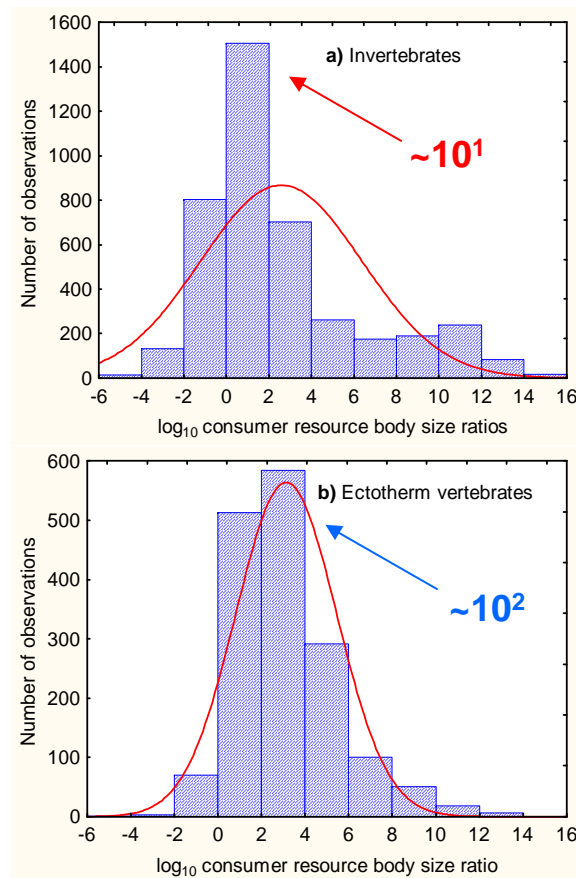 1600
a) Invertebrates
1400
1200
~10¹
1000
800
600
400
200
0
Number of observations
-6 -4 -2 0 2 4 6 8 10 12 14 16
log₁₀ consumer resource body size ratios
600
b) Ectotherm vertebrates
500
400
~10²
300
200
100
0
Number of observations
-6 -4 -2 0 2 4 6 8 10 12 14 16
log₁₀ consumer resource body size ratio